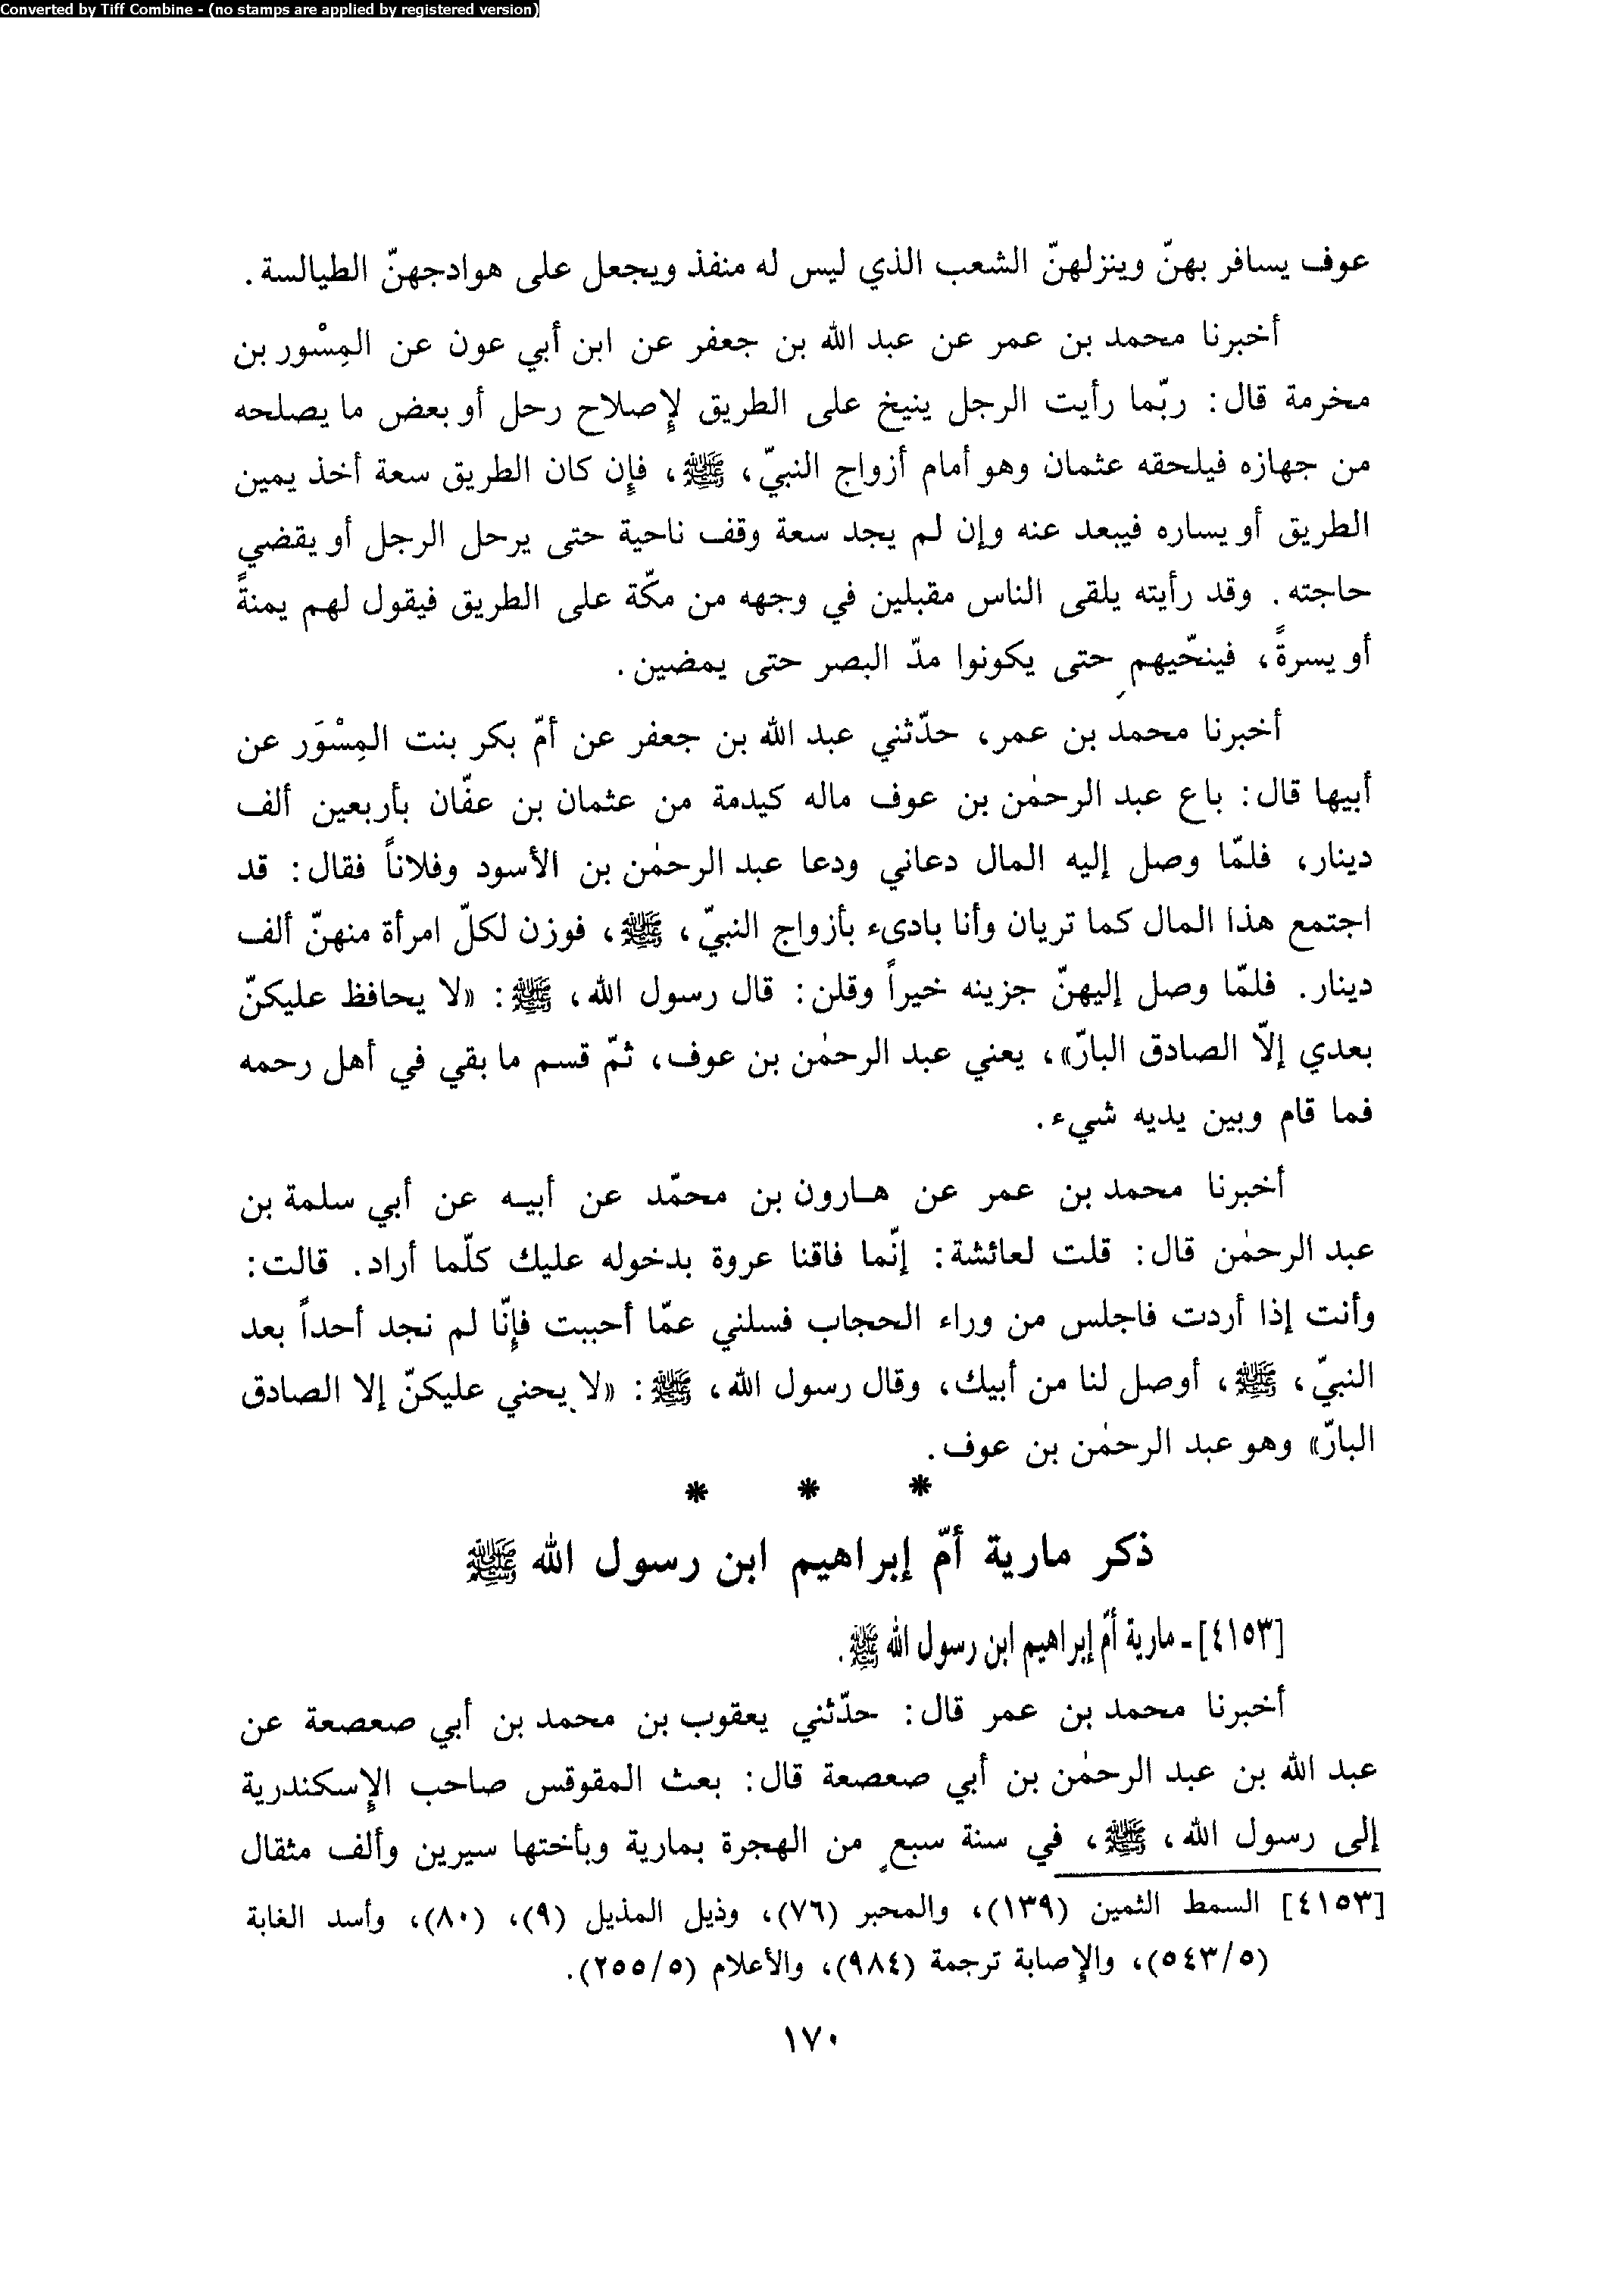 Converted by Tiff Combine - (no stamps are applied by registered version)
عوف يسافر بهنّ وينزلهنّ الشعب الذي ليس له منفذ ويجعل على هوادجهنّ الطيالسة.
أخبرنا محمد بن عمر عن عبد الله بن جعفر عن ابن أبي عون عن المِسْور بن
مخرمة قال: ربّما رأيت الرجل ينيخ على الطريق لإصلاح رحل أو بعض ما يصلحه
من جهازه فيلحقه عثمان وهو أمام أزواج النبيّ، ﷺ، فإن كان الطريق سعة أخذ يمين
الطريق أو يساره فيبعد عنه وإن لم يجد سعة وقف ناحية حتى يرحل الرجل أو يقضي
حاجته. وقد رأيته يلقى الناس مقبلين في وجهه من مكّة على الطريق فيقول لهم يمنةً
أو يسرةً، فينحّيهم حتى يكونوا مدّ البصر حتى يمضين.
أخبرنا محمد بن عمر، حدّثني عبد الله بن جعفر عن أمّ بكر بنت المِسْوَر عن
أبيها قال: باع عبد الرحمٰن بن عوف ماله كيدمة من عثمان بن عفّان بأربعين ألف
دينار، فلمّا وصل إليه المال دعاني ودعا عبد الرحمٰن بن الأسود وفلاناً فقال: قد
اجتمع هذا المال كما تريان وأنا بادىء بأزواج النبيّ، ﷺ، فوزن لكلّ امرأة منهنّ ألف
دينار. فلمّا وصل إليهنّ جزينه خيراً وقلن: قال رسول الله، ﷺ: «لا يحافظ عليكنّ
بعدي إلاّ الصادق البارّ»، يعني عبد الرحمٰن بن عوف، ثمّ قسم ما بقي في أهل رحمه
فما قام وبين يديه شيء.
أخبرنا محمد بن عمر عن هارون بن محمّد عن أبيه عن أبي سلمة بن
عبد الرحمٰن قال: قلت لعائشة: إنّما فاقنا عروة بدخوله عليك كلّما أراد. قالت:
وأنت إذا أردت فاجلس من وراء الحجاب فسلني عمّا أحببت فإنّا لم نجد أحداً بعد
النبيّ، ﷺ، أوصل لنا من أبيك، وقال رسول الله، ﷺ: «لا يحني عليكنّ إلا الصادق
البارّ» وهو عبد الرحمٰن بن عوف.
* * *
ذكر مارية أمّ إبراهيم ابن رسول الله ﷺ
[٤١٥٣] ـ مارية أمّ إبراهيم ابن رسول الله ﷺ.
أخبرنا محمد بن عمر قال: حدّثني يعقوب بن محمد بن أبي صعصعة عن
عبد الله بن عبد الرحمٰن بن أبي صعصعة قال: بعث المقوقس صاحب الإسكندرية
إلى رسول الله، ﷺ، في سنة سبعٍ من الهجرة بمارية وبأختها سيرين وألف مثقال
[٤١٥٣] السمط الثمين (١٣٩)، والمحبر (٧٦)، وذيل المذيل (٩)، (٨٠)، وأسد الغابة
(٥٤٣/٥)، والإصابة ترجمة (٩٨٤)، والأعلام (٢٥٥/٥).
١٧٠